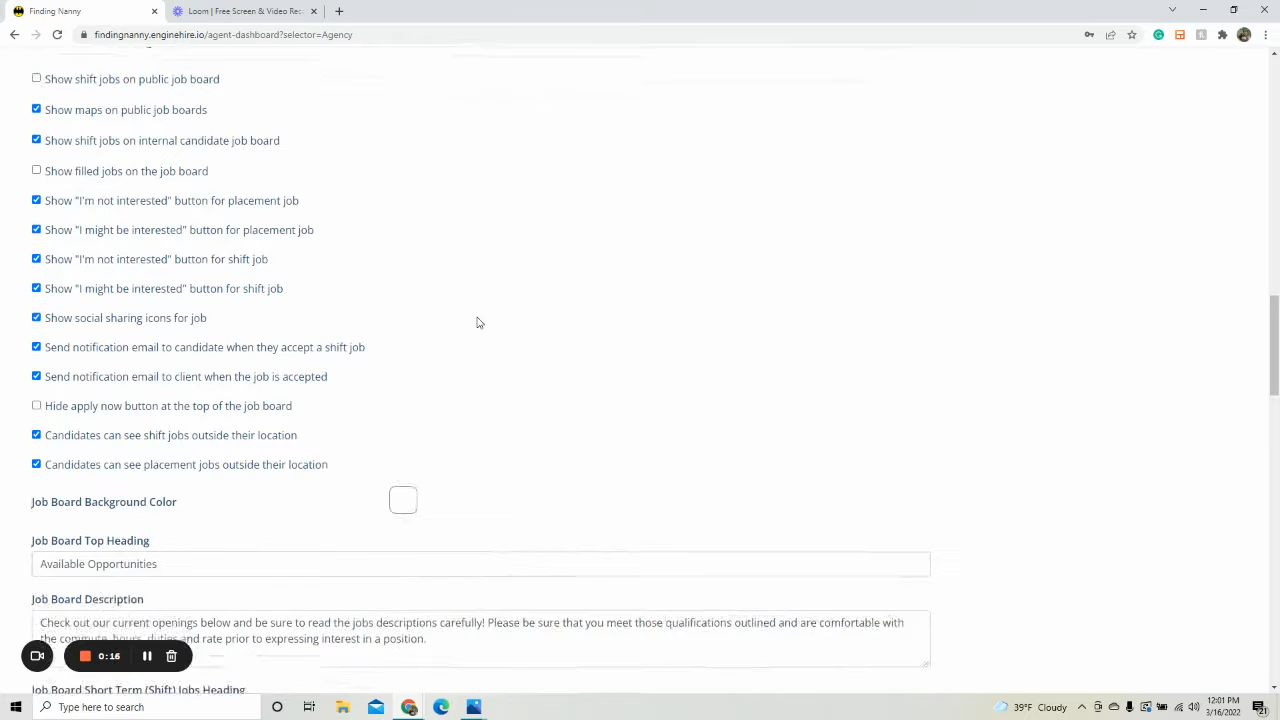 Finding Nanny
Loom | Free Screen & Video Rec
findingnanny.enginehire.io/agent-dashboard?selector=Agency
Show shift jobs on public job board
Show maps on public job boards
Show shift jobs on internal candidate job board
Show filled jobs on the job board
Show "I'm not interested" button for placement job
Show "I might be interested" button for placement job
Show "I'm not interested" button for shift job
Show "I might be interested" button for shift job
Show social sharing icons for job
Send notification email to candidate when they accept a shift job
Send notification email to client when the job is accepted
Hide apply now button at the top of the job board
Candidates can see shift jobs outside their location
Candidates can see placement jobs outside their location
Job Board Background Color
Job Board Top Heading
Available Opportunities
Job Board Description
Check out our current openings below and be sure to read the jobs descriptions carefully! Please be sure that you meet those qualifications outlined and are comfortable with
the commute, hours, duties and rate prior to expressing interest in a position.
0:16
Job Board Short Term (Shift) Jobs Heading
Type here to search
39°F Cloudy
12:01 PM
3/16/2022